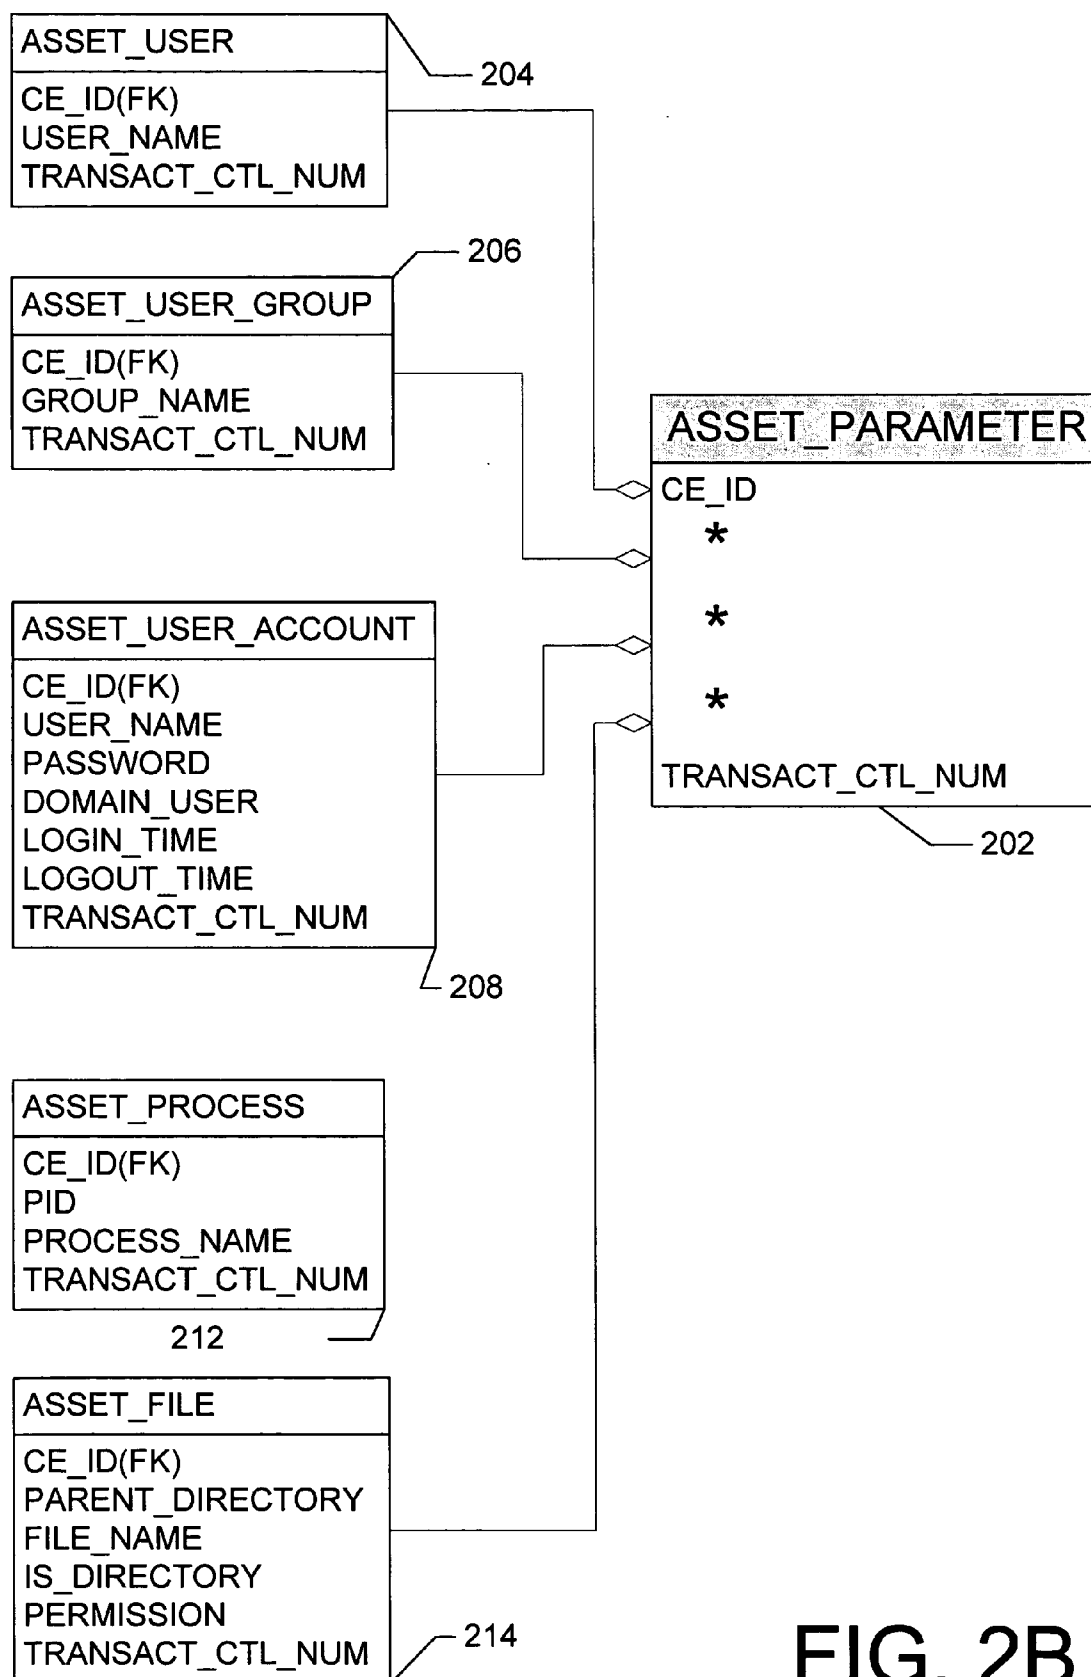 ASSET_USER
CE_ID(FK)
USER_NAME
TRANSACT_CTL_NUM
204
206
ASSET_USER_GROUP
CE_ID(FK)
GROUP_NAME
TRANSACT_CTL_NUM
ASSET_PARAMETER
CE_ID
*
*
*
TRANSACT_CTL_NUM
202
ASSET_USER_ACCOUNT
CE_ID(FK)
USER_NAME
PASSWORD
DOMAIN_USER
LOGIN_TIME
LOGOUT_TIME
TRANSACT_CTL_NUM
208
ASSET_PROCESS
CE_ID(FK)
PID
PROCESS_NAME
TRANSACT_CTL_NUM
212
ASSET_FILE
CE_ID(FK)
PARENT_DIRECTORY
FILE_NAME
IS_DIRECTORY
PERMISSION
TRANSACT_CTL_NUM
214
FIG. 2B